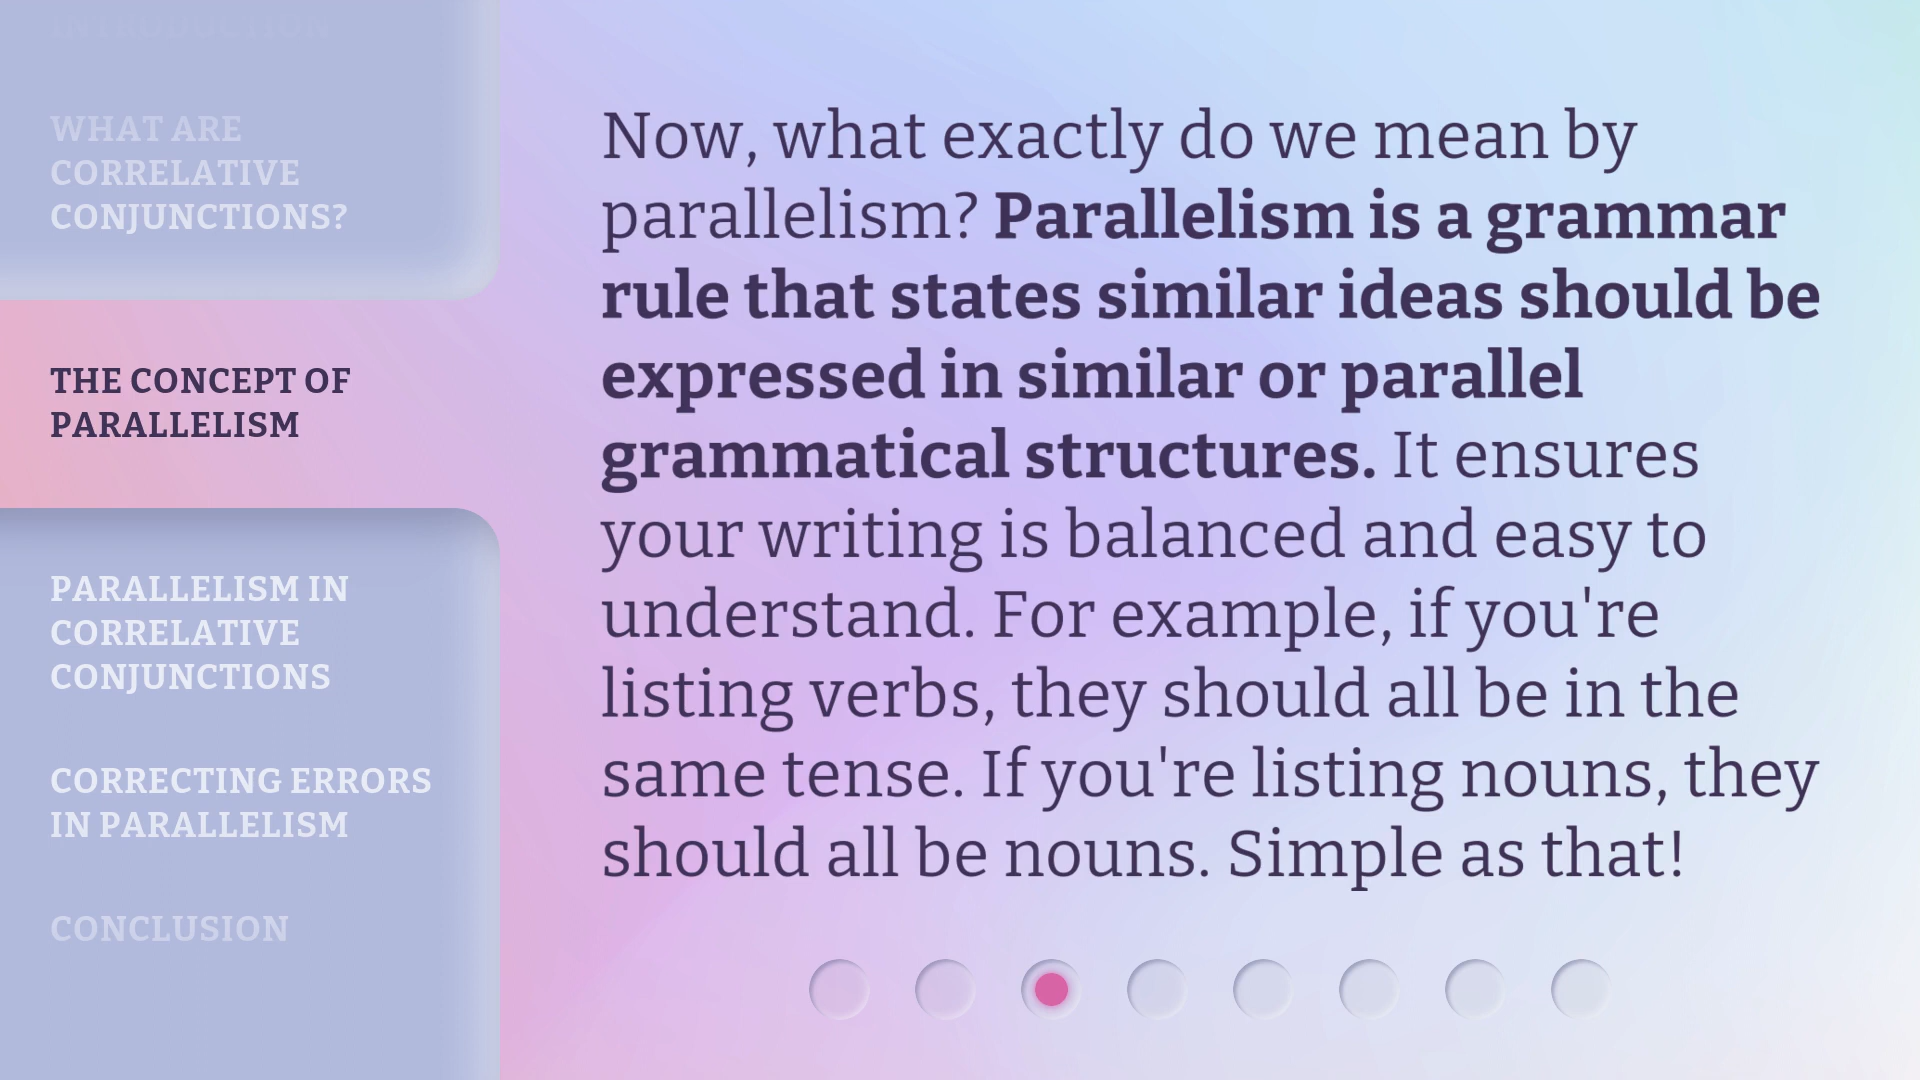 INTRODUCTION
WHAT ARE
CORRELATIVE
CONJUNCTIONS?
THE CONCEPT OF
PARALLELISM
PARALLELISM IN
CORRELATIVE
CONJUNCTIONS
CORRECTING ERRORS
IN PARALLELISM
CONCLUSION
Now, what exactly do we mean by
parallelism? Parallelism is a grammar
rule that states similar ideas should be
expressed in similar or parallel
grammatical structures. It ensures
your writing is balanced and easy to
understand. For example, if you're
listing verbs, they should all be in the
same tense. If you're listing nouns, they
should all be nouns. Simple as that!